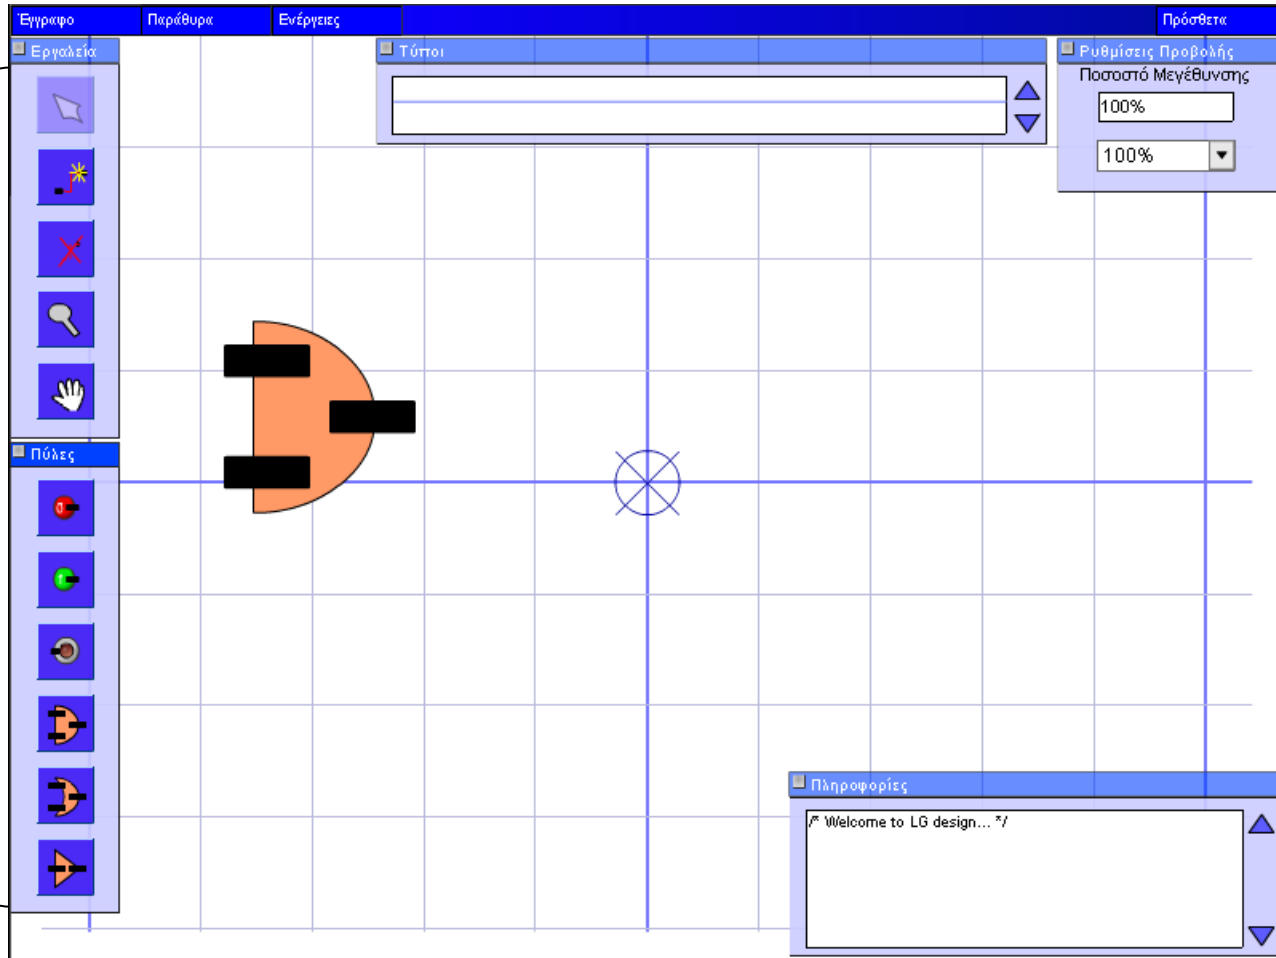 Έγγραφο
Παράθυρα
Ενέργειες
Πρόσθετα
Εργαλεία
Τύποι
Ρυθμίσεις Προβολής
Ποσοστό Μεγέθυνσης
100%
100%
Πύλες
Πληροφορίες
/* Welcome to LG design... */